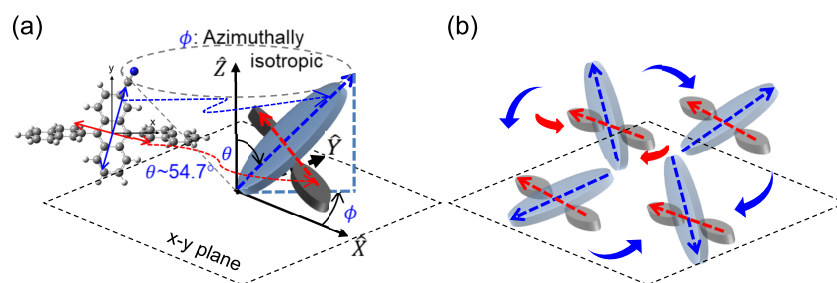 (a)
ϕ: Azimuthally
isotropic
Ẑ
y
x
θ
Ŷ
θ~54.7°
ϕ
X̂
x-y plane
(b)